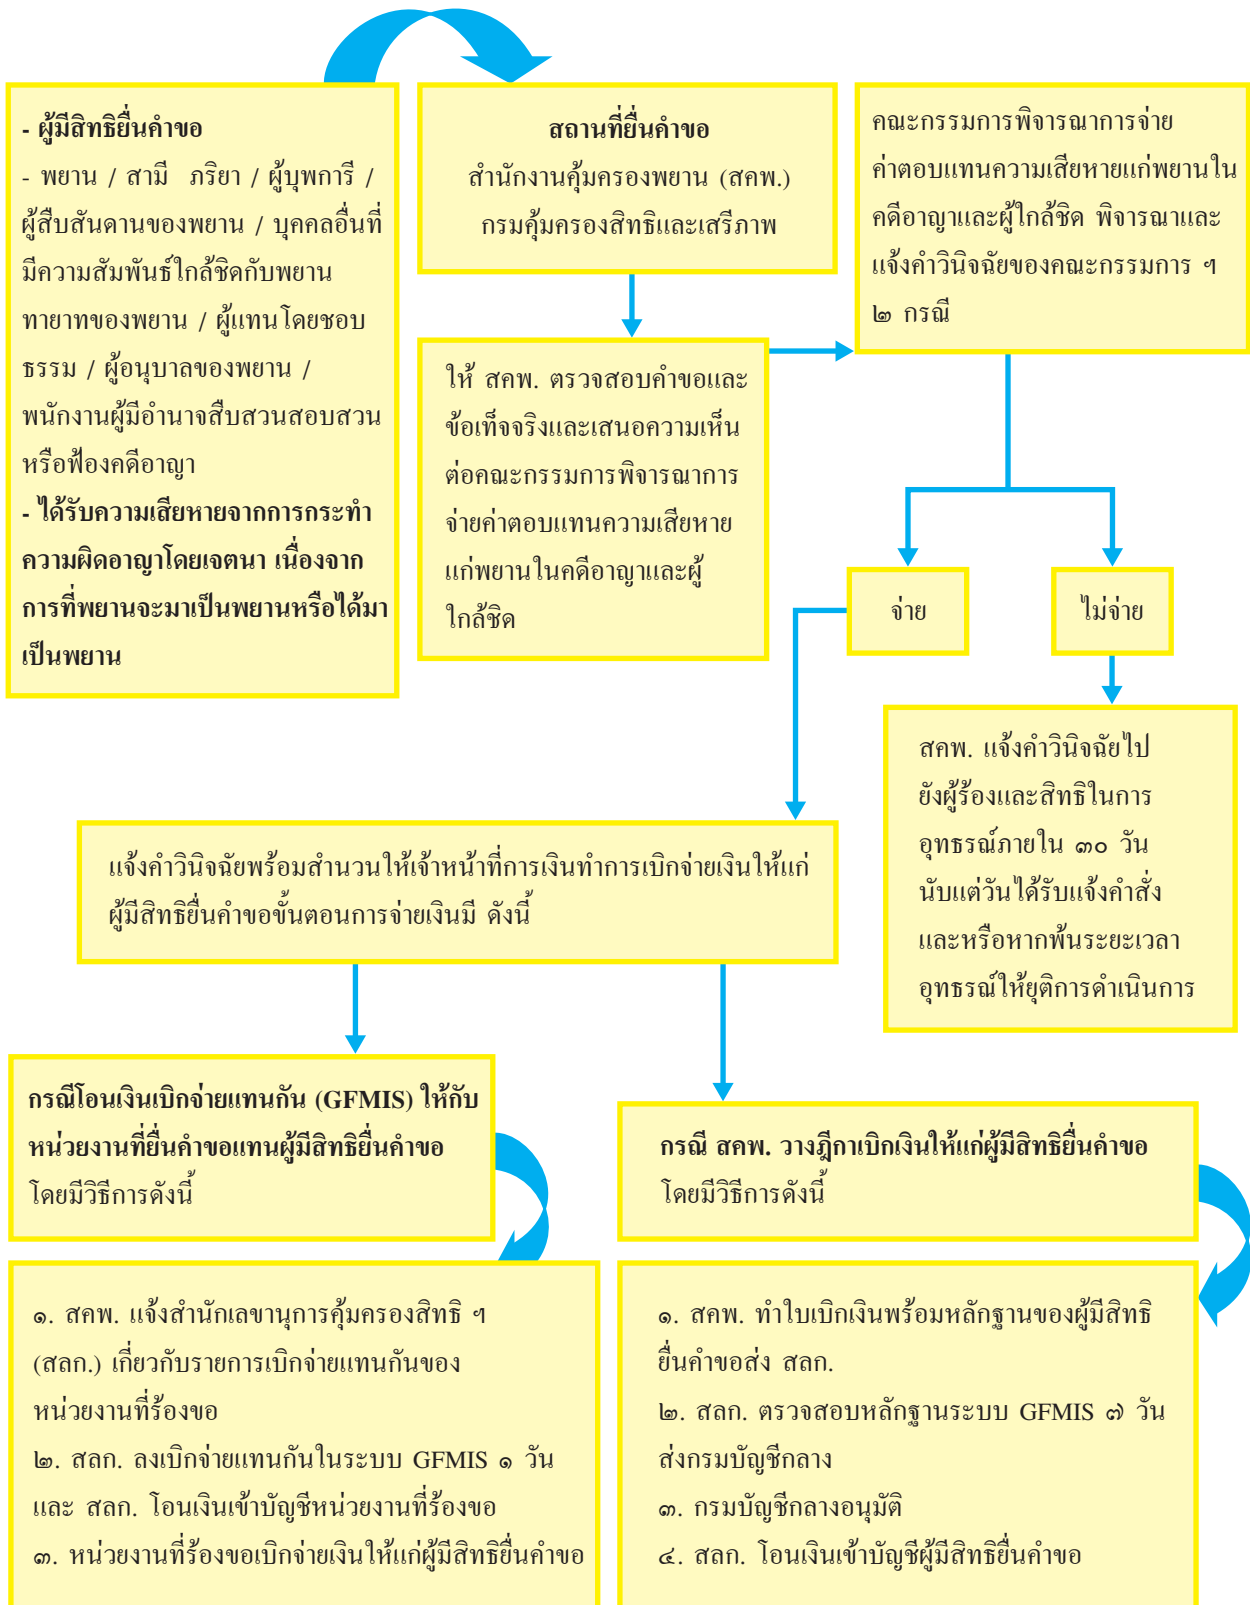 - ผู้มีสิทธิยื่นคำขอ
- พยาน / สามี ภริยา / ผู้บุพการี /
ผู้สืบสันดานของพยาน / บุคคลอื่นที่
มีความสัมพันธ์ใกล้ชิดกับพยาน
ทายาทของพยาน / ผู้แทนโดยชอบ
ธรรม / ผู้อนุบาลของพยาน /
พนักงานผู้มีอำนาจสืบสวนสอบสวน
หรือฟ้องคดีอาญา
- ได้รับความเสียหายจากการกระทำ
ความผิดอาญาโดยเจตนา เนื่องจาก
การที่พยานจะมาเป็นพยานหรือได้มา
เป็นพยาน
สถานที่ยื่นคำขอ
สำนักงานคุ้มครองพยาน (สคพ.)
กรมคุ้มครองสิทธิและเสรีภาพ
ให้ สคพ. ตรวจสอบคำขอและ
ข้อเท็จจริงและเสนอความเห็น
ต่อคณะกรรมการพิจารณาการ
จ่ายค่าตอบแทนความเสียหาย
แก่พยานในคดีอาญาและผู้
ใกล้ชิด
คณะกรรมการพิจารณาการจ่าย
ค่าตอบแทนความเสียหายแก่พยานใน
คดีอาญาและผู้ใกล้ชิด พิจารณาและ
แจ้งคำวินิจฉัยของคณะกรรมการ ฯ
๒ กรณี
จ่าย
ไม่จ่าย
สคพ. แจ้งคำวินิจฉัยไป
ยังผู้ร้องและสิทธิในการ
อุทธรณ์ภายใน ๓๐ วัน
นับแต่วันได้รับแจ้งคำสั่ง
และหรือหากพ้นระยะเวลา
อุทธรณ์ให้ยุติการดำเนินการ
แจ้งคำวินิจฉัยพร้อมสำนวนให้เจ้าหน้าที่การเงินทำการเบิกจ่ายเงินให้แก่
ผู้มีสิทธิยื่นคำขอขั้นตอนการจ่ายเงินมี ดังนี้
กรณีโอนเงินเบิกจ่ายแทนกัน (GFMIS) ให้กับ
หน่วยงานที่ยื่นคำขอแทนผู้มีสิทธิยื่นคำขอ
โดยมีวิธีการดังนี้
๑. สคพ. แจ้งสำนักเลขานุการคุ้มครองสิทธิ ฯ
(สลก.) เกี่ยวกับรายการเบิกจ่ายแทนกันของ
หน่วยงานที่ร้องขอ
๒. สลก. ลงเบิกจ่ายแทนกันในระบบ GFMIS ๑ วัน
และ สลก. โอนเงินเข้าบัญชีหน่วยงานที่ร้องขอ
๓. หน่วยงานที่ร้องขอเบิกจ่ายเงินให้แก่ผู้มีสิทธิยื่นคำขอ
กรณี สคพ. วางฎีกาเบิกเงินให้แก่ผู้มีสิทธิยื่นคำขอ
โดยมีวิธีการดังนี้
๑. สคพ. ทำใบเบิกเงินพร้อมหลักฐานของผู้มีสิทธิ
ยื่นคำขอส่ง สลก.
๒. สลก. ตรวจสอบหลักฐานระบบ GFMIS ๗ วัน
ส่งกรมบัญชีกลาง
๓. กรมบัญชีกลางอนุมัติ
๔. สลก. โอนเงินเข้าบัญชีผู้มีสิทธิยื่นคำขอ